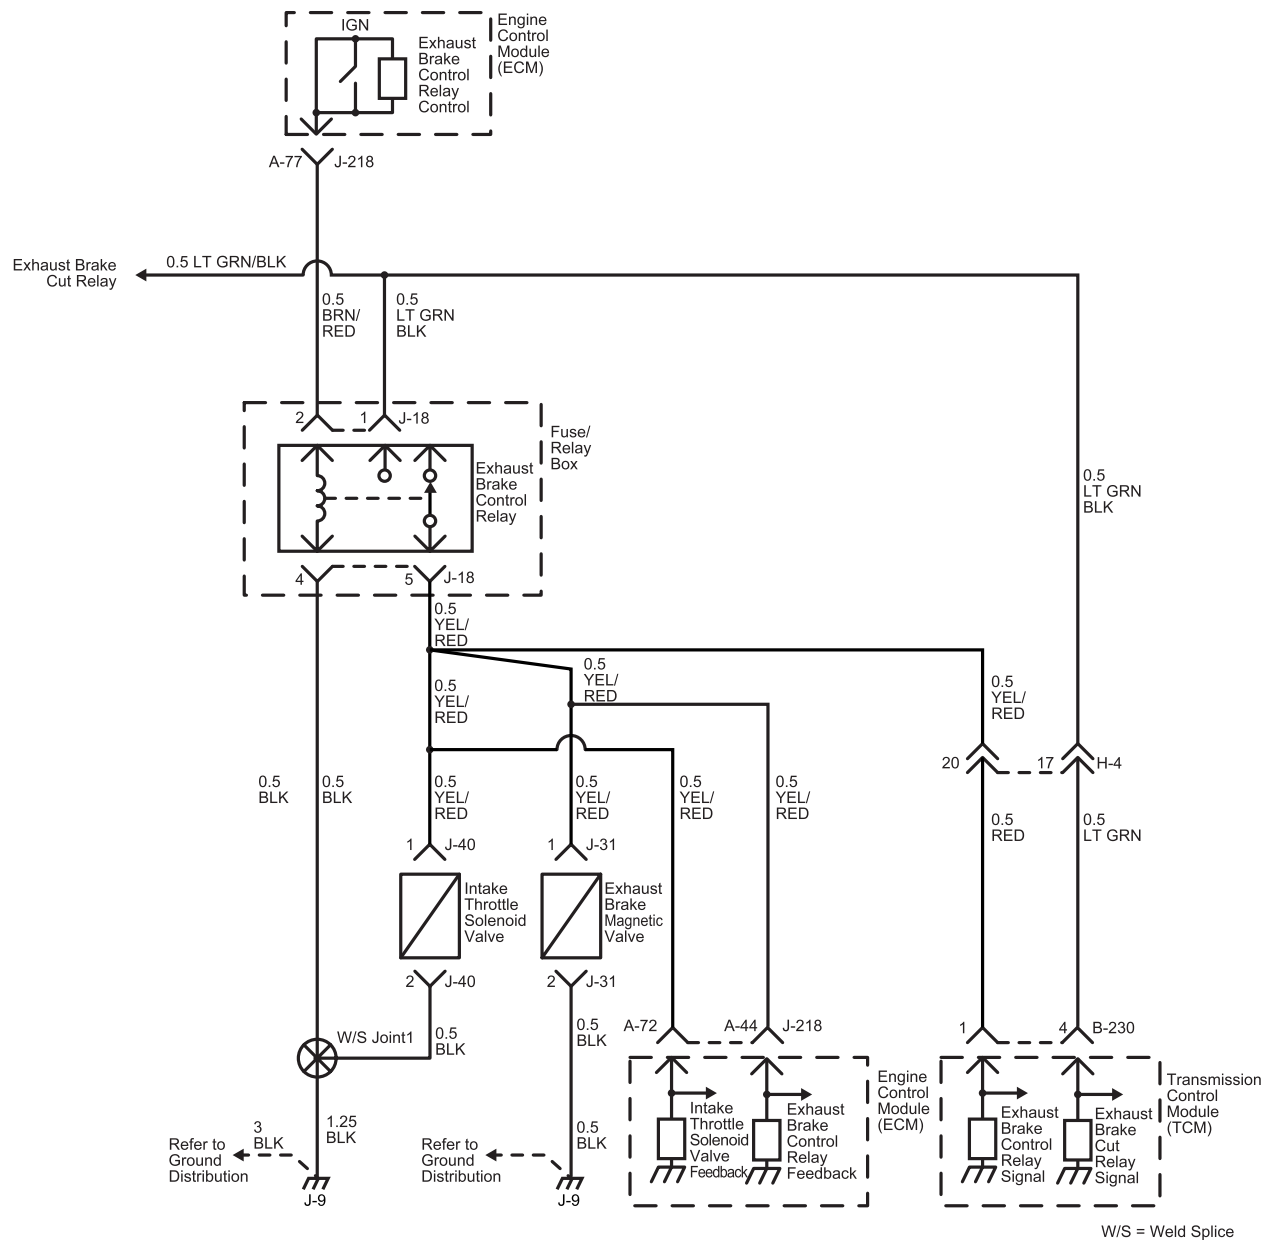 IGN
Exhaust
Brake
Control
Relay
Control
Engine
Control
Module
(ECM)
A-77
J-218
Exhaust Brake
Cut Relay
0.5 LT GRN/BLK
0.5
BRN/
RED
0.5
LT GRN
BLK
2
1
J-18
Fuse/
Relay
Box
Exhaust
Brake
Control
Relay
0.5
LT GRN
BLK
4
5
J-18
0.5
YEL/
RED
0.5
YEL/
RED
0.5
YEL/
RED
0.5
YEL/
RED
20
17
H-4
0.5
BLK
0.5
BLK
0.5
YEL/
RED
0.5
YEL/
RED
0.5
YEL/
RED
0.5
YEL/
RED
0.5
RED
0.5
LT GRN
1
J-40
1
J-31
Intake
Throttle
Solenoid
Valve
Exhaust
Brake
Magnetic
Valve
2
J-40
2
J-31
W/S Joint1
0.5
BLK
0.5
BLK
A-72
A-44
J-218
1
4
B-230
Engine
Control
Module
(ECM)
Transmission
Control
Module
(TCM)
Intake
Throttle
Solenoid
Valve
Feedback
Exhaust
Brake
Control
Relay
Feedback
Exhaust
Brake
Control
Relay
Signal
Exhaust
Brake
Cut
Relay
Signal
3
BLK
1.25
BLK
0.5
BLK
Refer to
Ground
Distribution
Refer to
Ground
Distribution
J-9
J-9
W/S = Weld Splice